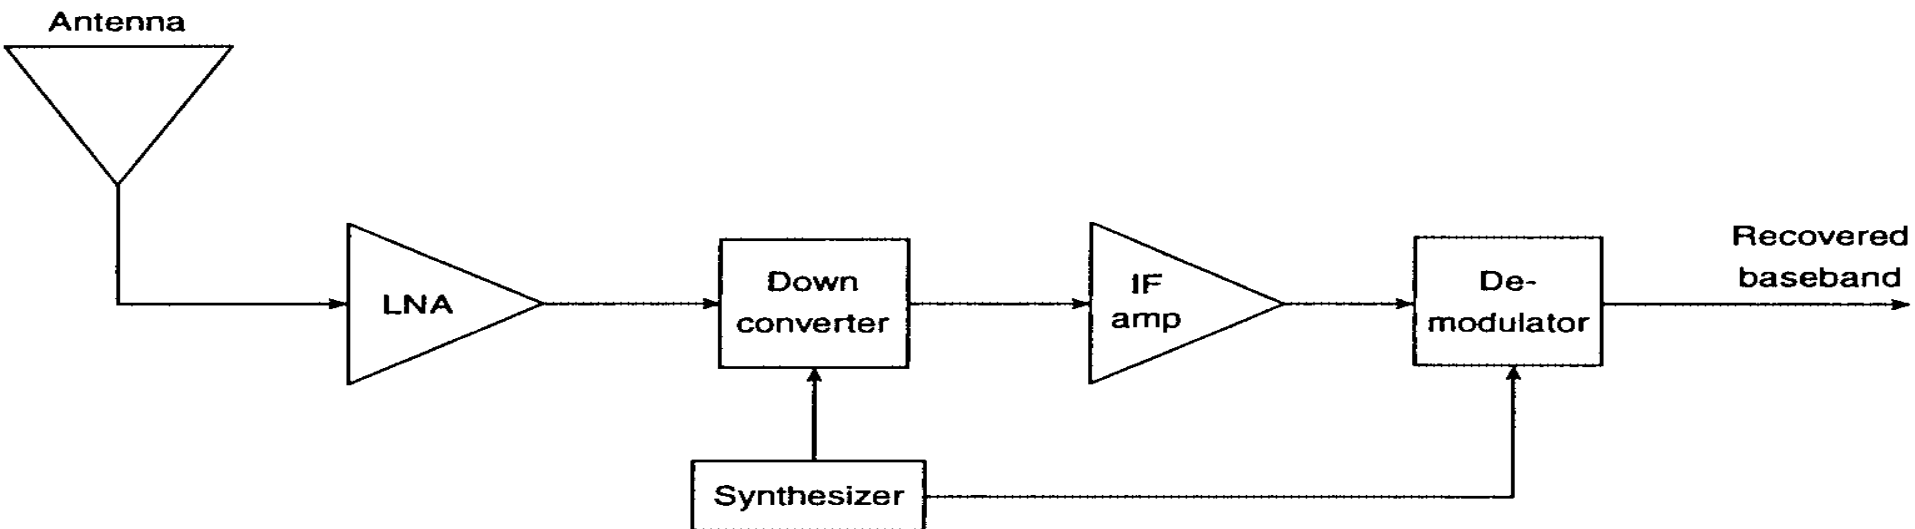 Antenna
LNA
Down
converter
IF
amp
De-
modulator
Recovered
baseband
Synthesizer